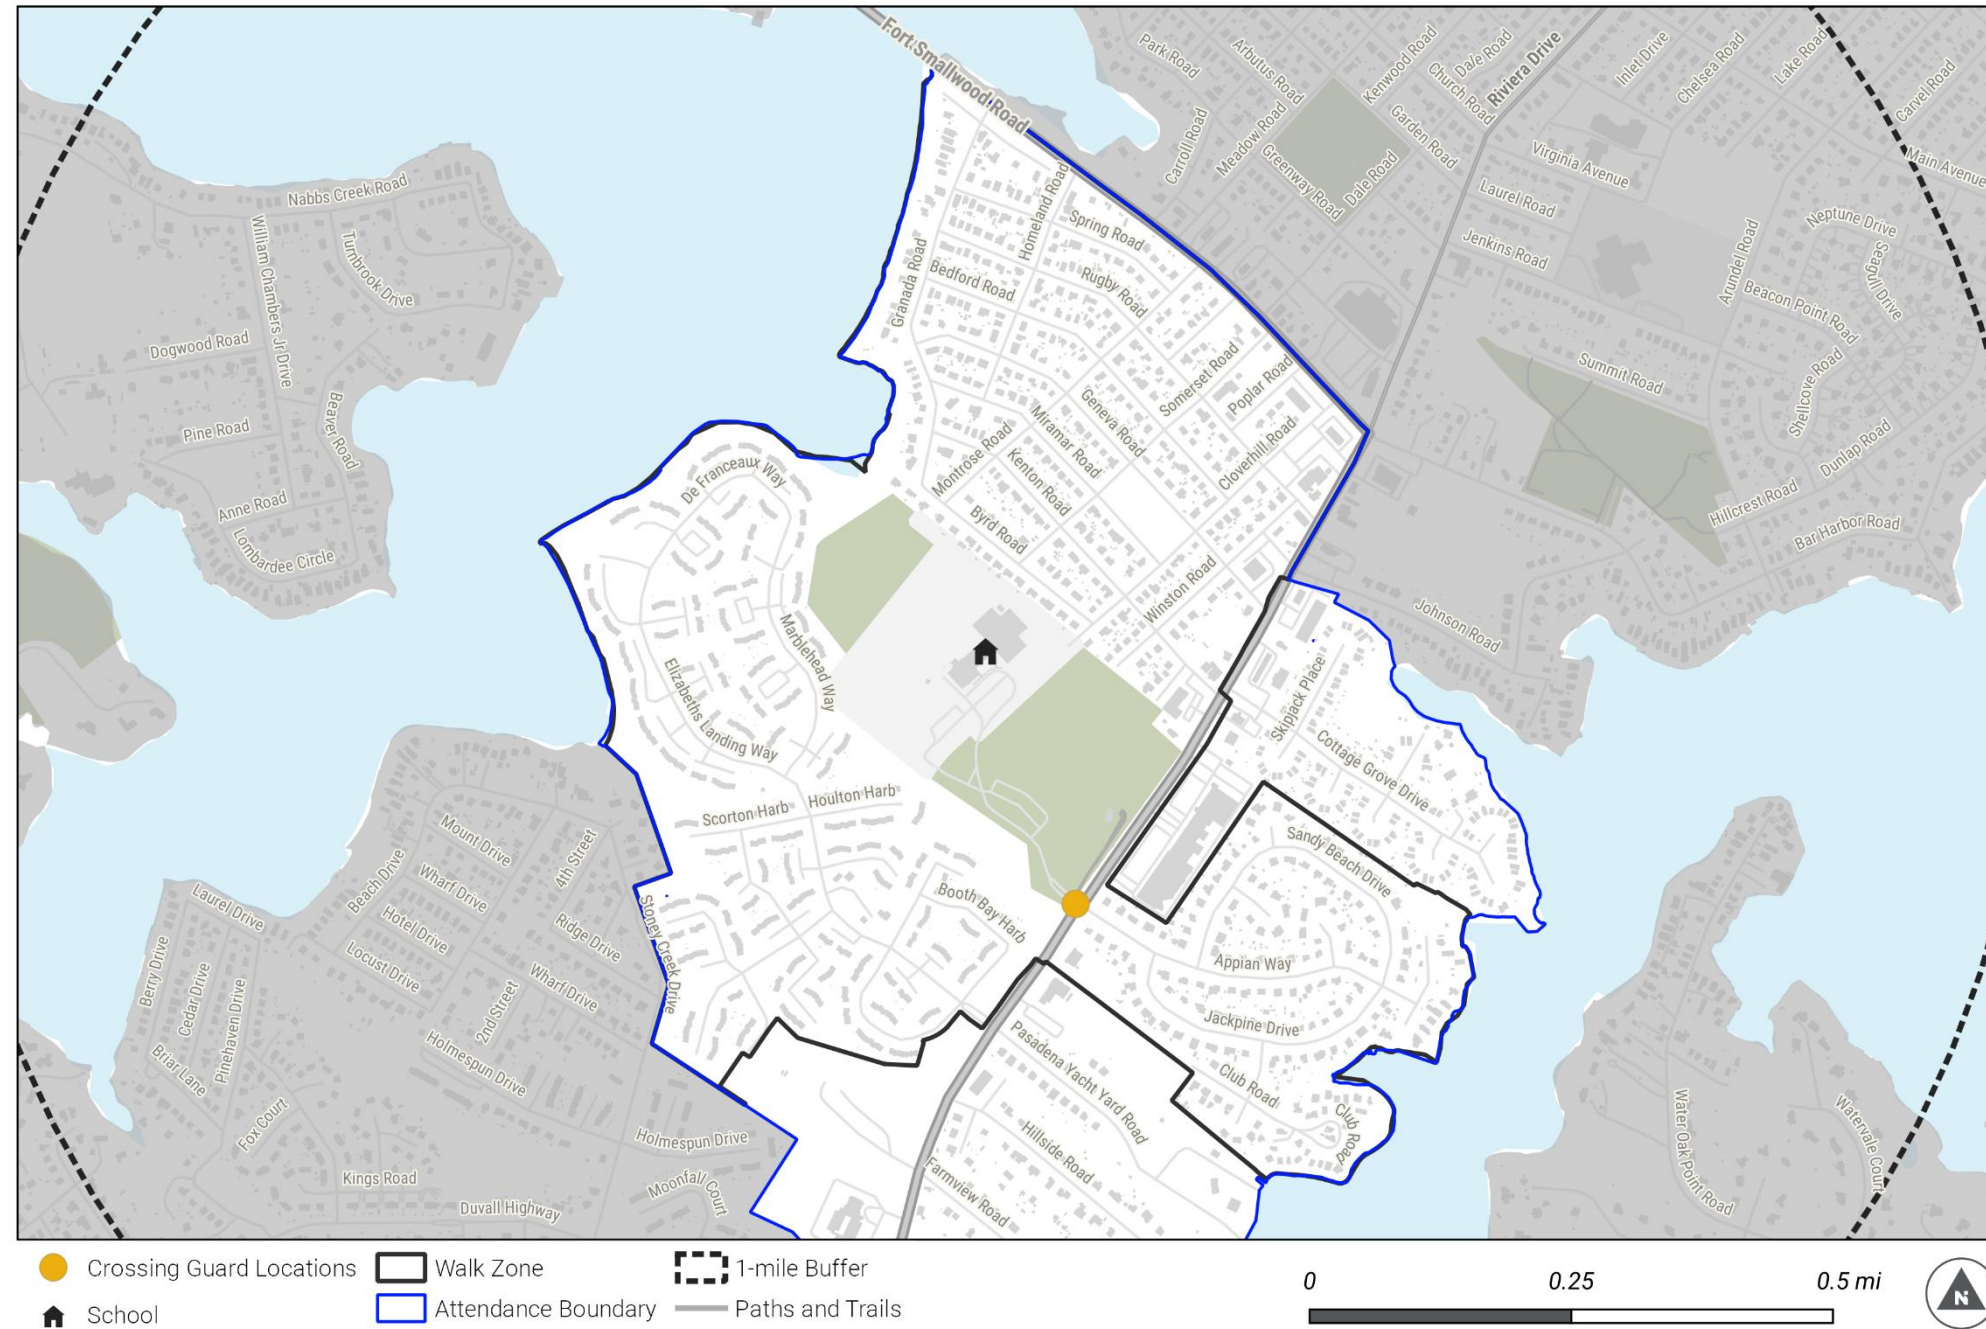 Fort Smallwood Road
Park Road
Arbutus Road
Kenwood Road
Dale Road
Church Road
Riviera Drive
Inlet Drive
Chelsea Road
Lake Road
Carvel Road
Carroll Road
Meadow Road
Greenway Road
Dale Road
Garden Road
Virginia Avenue
Main Avenue
Laurel Road
Jenkins Road
Arundel Road
Neptune Drive
Seagull Drive
Beacon Point Road
Nabbs Creek Road
William Chambers Jr Drive
Turnbrook Drive
Homeland Road
Spring Road
Granada Road
Bedford Road
Rugby Road
Dogwood Road
Beaver Road
Pine Road
Somerset Road
Poplar Road
Summit Road
Shellcove Road
Geneva Road
Miramar Road
Montrose Road
Kenton Road
Cloverhill Road
Dunlap Road
De Franceaux Way
Anne Road
Lombardee Circle
Byrd Road
Hillcrest Road
Bar Harbor Road
Winston Road
Johnson Road
Marblehead Way
Elizabeths Landing Way
Skipjack Place
Cottage Grove Drive
Scorton Harb
Houlton Harb
Mount Drive
4th Street
Beach Drive
Wharf Drive
Laurel Drive
Hotel Drive
Ridge Drive
Stoney Creek Drive
Booth Bay Harb
Sandy Beach Drive
Berry Drive
Cedar Drive
Pinehaven Drive
Locust Drive
Wharf Drive
2nd Street
Appian Way
Jackpine Drive
Briar Lane
Holmespun Drive
Pasadena Yacht Yard Road
Club Road
Club Road
Fox Court
Holmespun Drive
Hillside Road
Water Oak Point Road
Watervale Court
Kings Road
Moonfall Court
Farmview Road
Duvall Highway
Crossing Guard Locations
Walk Zone
1-mile Buffer
School
Attendance Boundary
Paths and Trails
0 0.25 0.5 mi
N